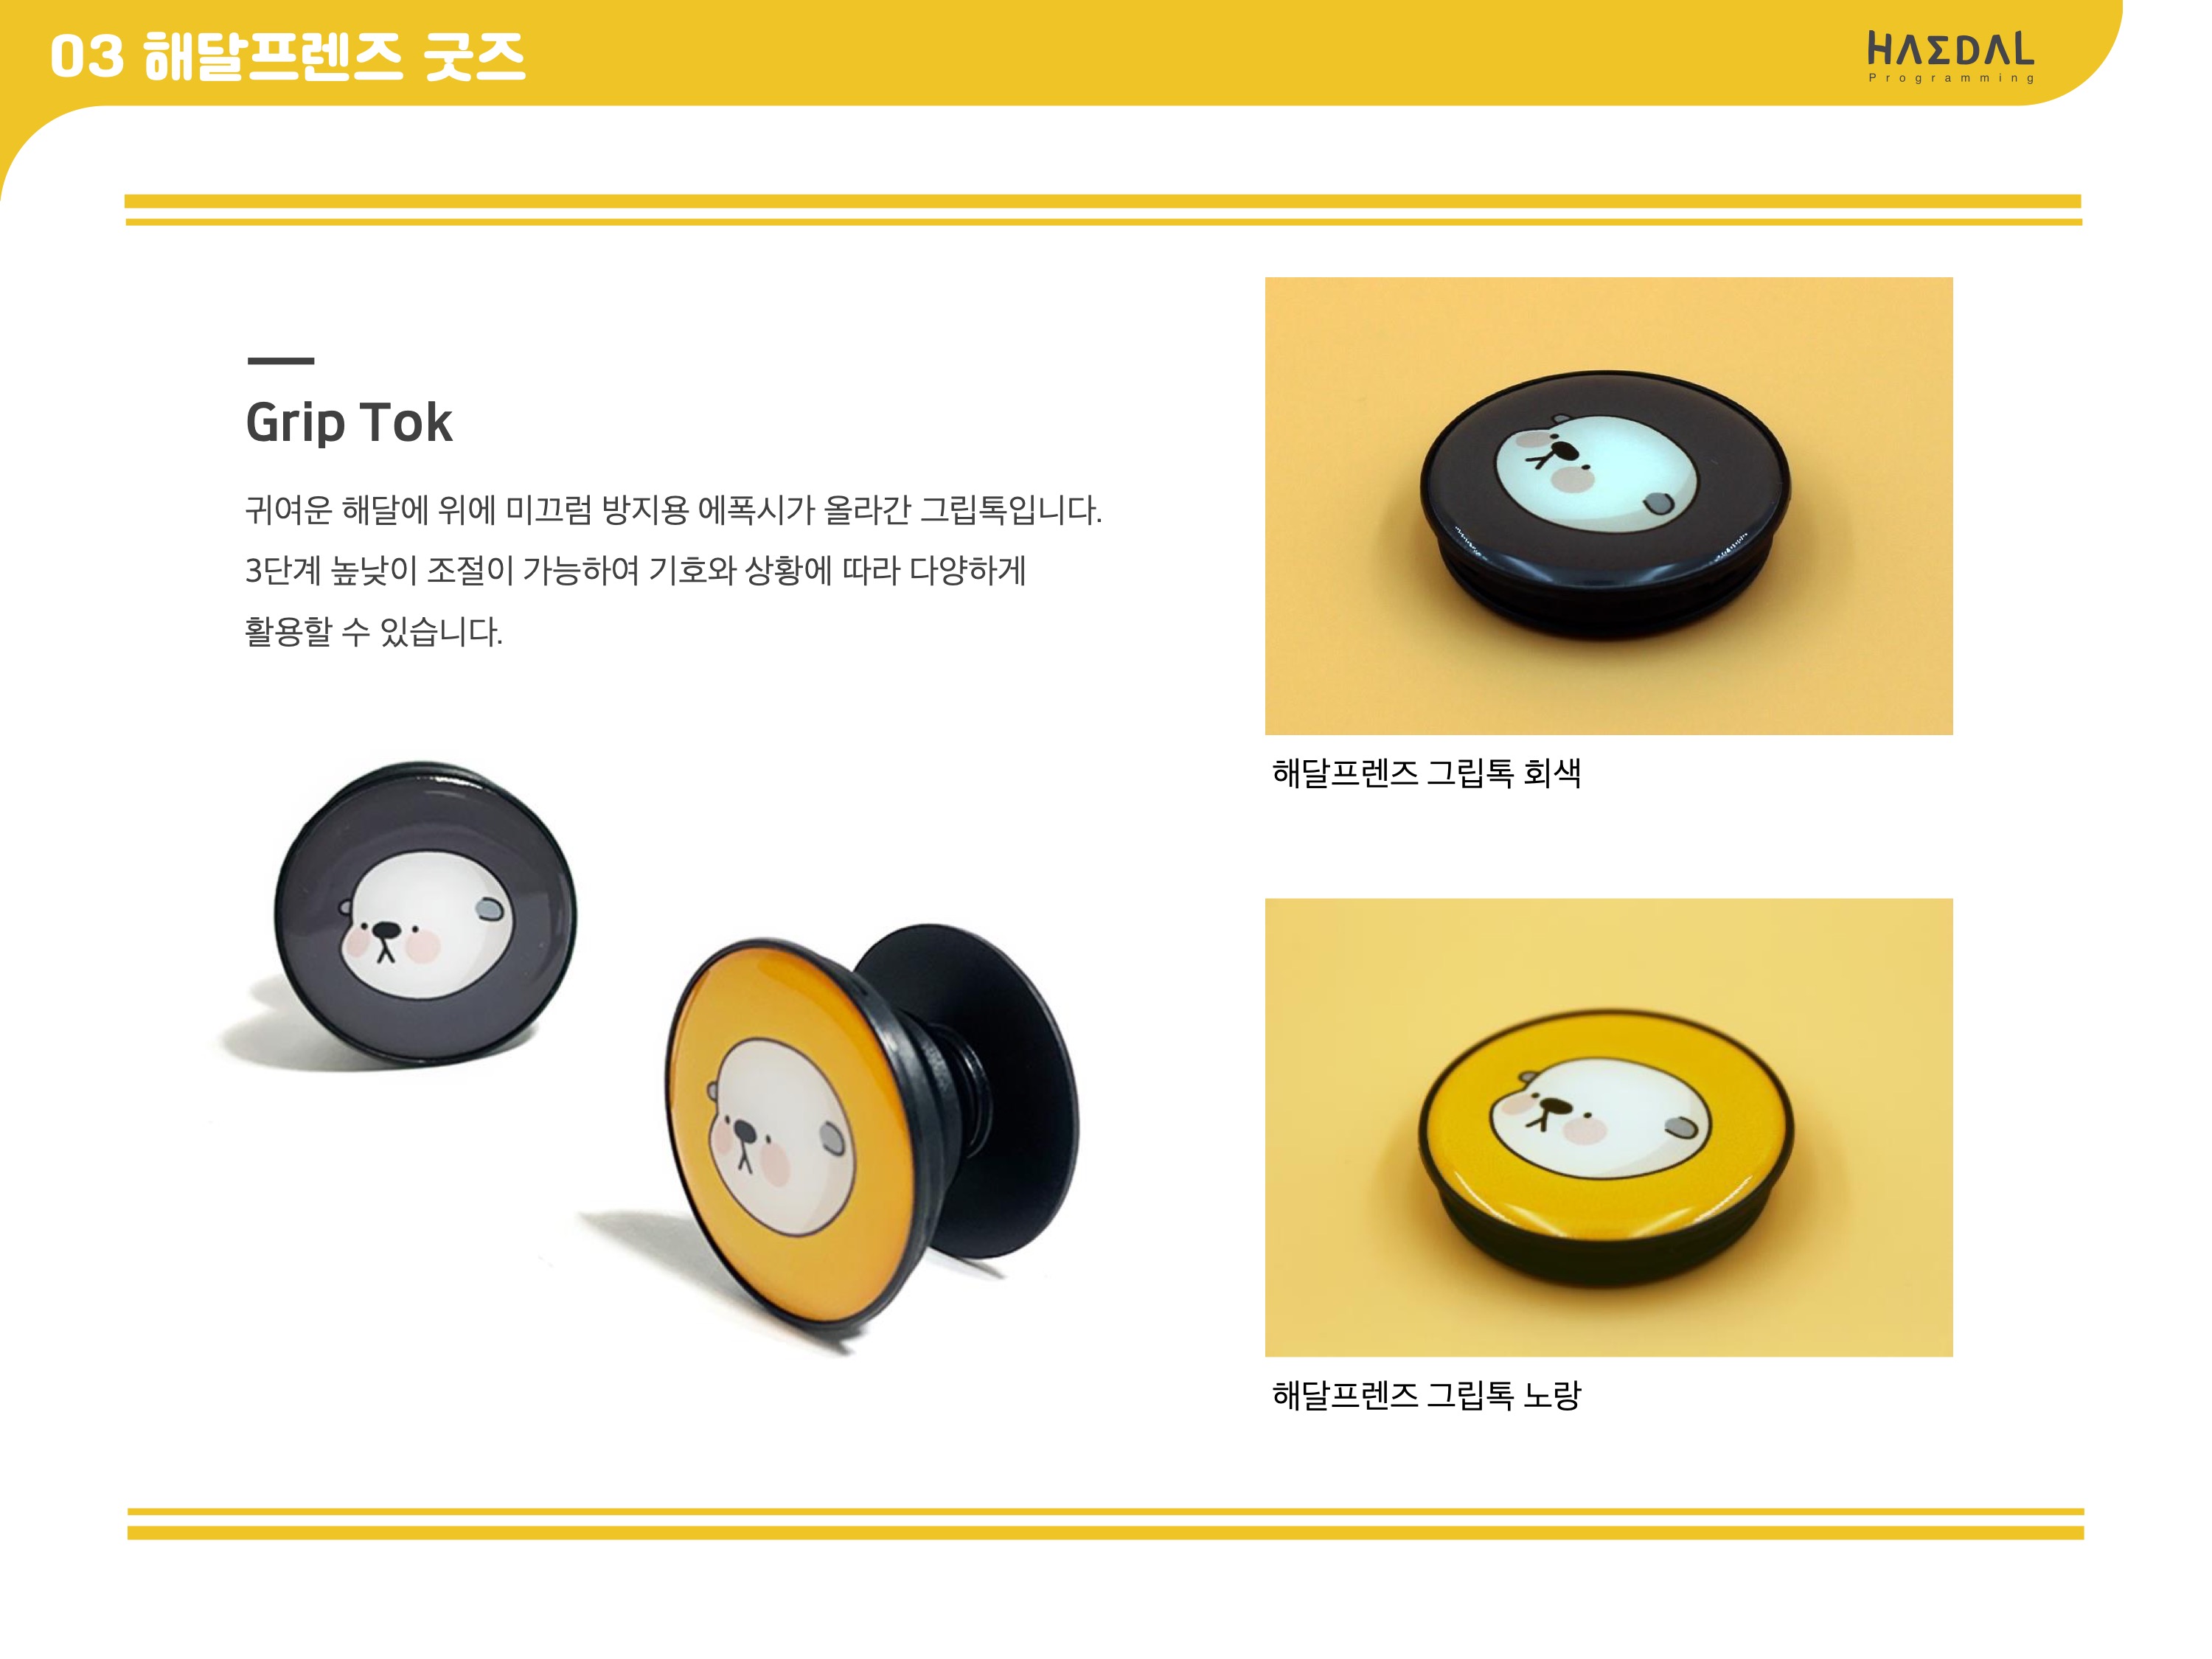 03 해달프렌즈 굿즈
HΛΣDΛL
Programming
Grip Tok
귀여운 해달에 위에 미끄럼 방지용 에폭시가 올라간 그립톡입니다.
3단계 높낮이 조절이 가능하여 기호와 상황에 따라 다양하게
활용할 수 있습니다.
해달프렌즈 그립톡 회색
해달프렌즈 그립톡 노랑